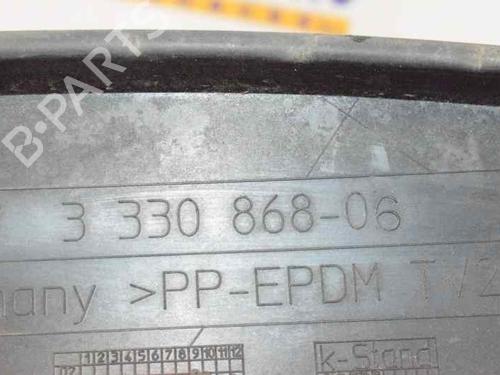 B-PARTS
3 330 868-06
many >PP-EPDM
1 2 3 4 5 6 7 8 9 10 11 12
k-Stand